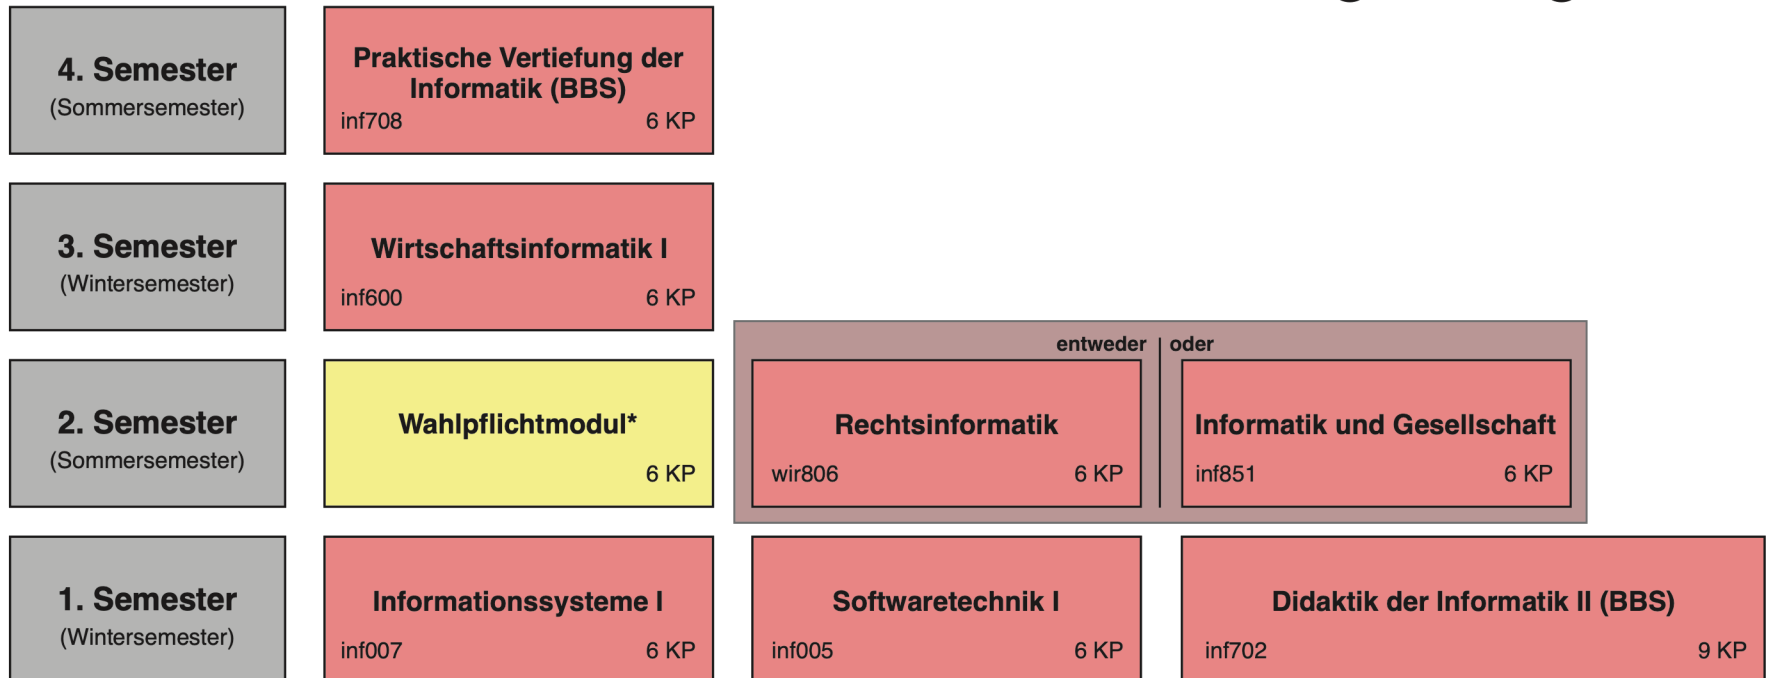 4. Semester
(Sommersemester)
Praktische Vertiefung der
Informatik (BBS)
inf708 6 KP
3. Semester
(Wintersemester)
Wirtschaftsinformatik I
inf600 6 KP
2. Semester
(Sommersemester)
Wahlpflichtmodul*
6 KP
entweder oder
Rechtsinformatik
wir806 6 KP
Informatik und Gesellschaft
inf851 6 KP
1. Semester
(Wintersemester)
Informationssysteme I
inf007 6 KP
Softwaretechnik I
inf005 6 KP
Didaktik der Informatik II (BBS)
inf702 9 KP